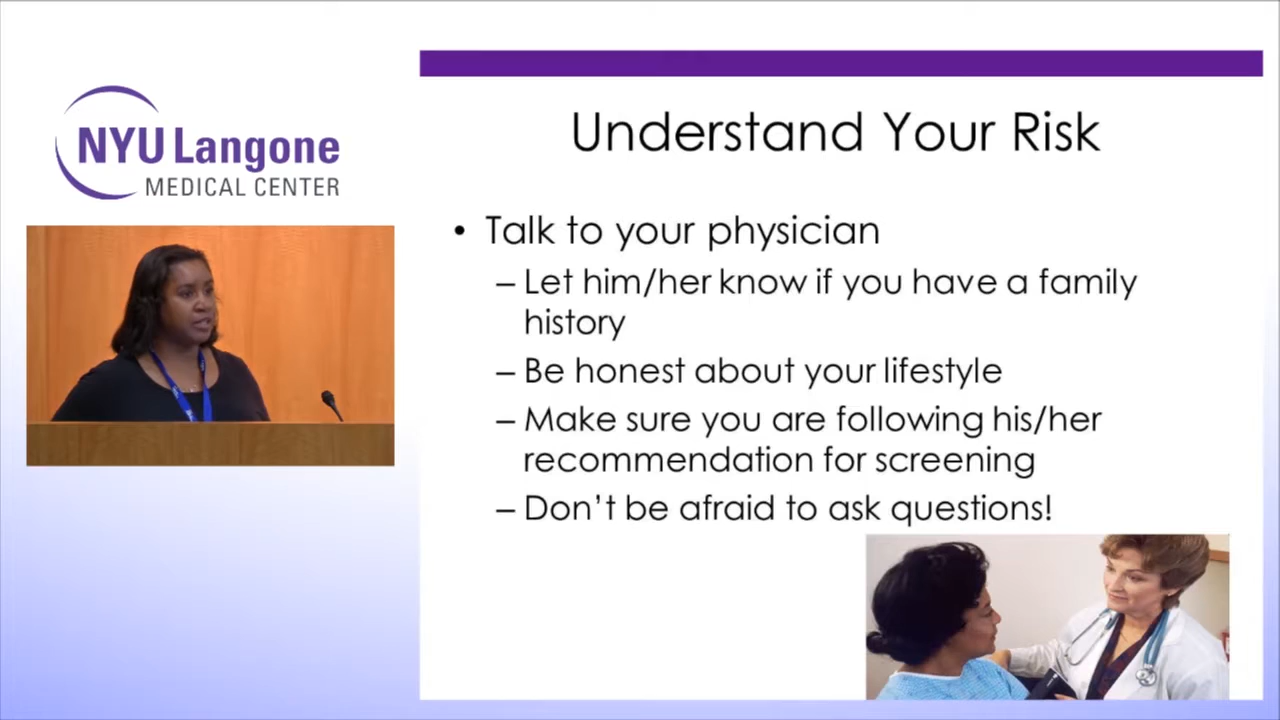 NYU Langone
MEDICAL CENTER
Understand Your Risk
• Talk to your physician
– Let him/her know if you have a family
history
– Be honest about your lifestyle
– Make sure you are following his/her
recommendation for screening
– Don't be afraid to ask questions!